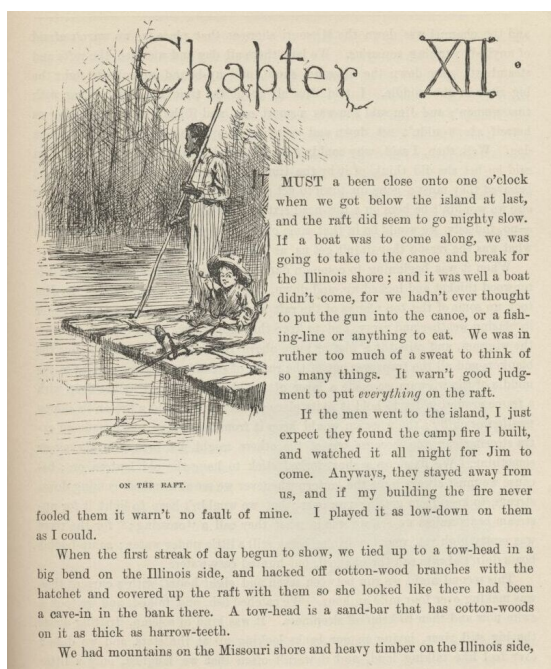 Chapter XII.
IT MUST a been close onto one o'clock
when we got below the island at last,
and the raft did seem to go mighty slow.
If a boat was to come along, we was
going to take to the canoe and break for
the Illinois shore; and it was well a boat
didn't come, for we hadn't ever thought
to put the gun into the canoe, or a fish-
ing-line or anything to eat. We was in
ruther too much of a sweat to think of
so many things. It warn't good judg-
ment to put everything on the raft.
If the men went to the island, I just
expect they found the camp fire I built,
and watched it all night for Jim to
come. Anyways, they stayed away from
us, and if my building the fire never
ON THE RAFT.
fooled them it warn't no fault of mine. I played it as low-down on them
as I could.
When the first streak of day begun to show, we tied up to a tow-head in a
big bend on the Illinois side, and hacked off cotton-wood branches with the
hatchet and covered up the raft with them so she looked like there had been
a cave-in in the bank there. A tow-head is a sand-bar that has cotton-woods
on it as thick as harrow-teeth.
We had mountains on the Missouri shore and heavy timber on the Illinois side,